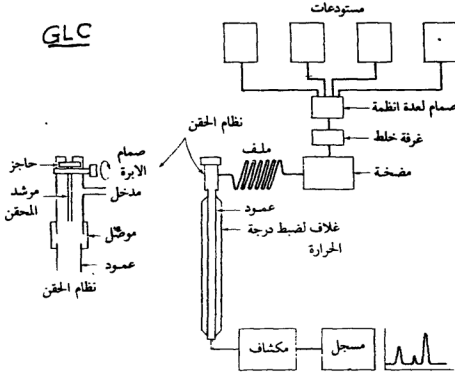 مستودعات
GLC
صمام لعدة انظمة
نظام الحقن
غرفة خلط
ملف
صمام
الابرة
حاجز
مضخة
مدخل
مرشد
المحقن
عمود
غلاف لضبط درجة
الحرارة
موصل
عمود
نظام الحقن
مكشاف
مسجل